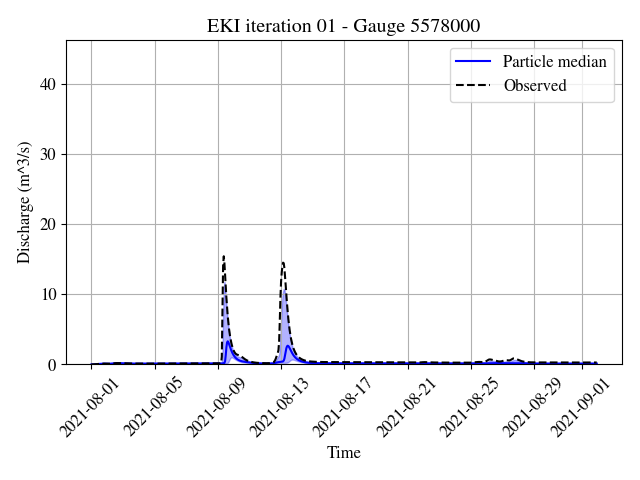 EKI iteration 01 - Gauge 5578000
Particle median
Observed
Discharge (m^3/s)
40
30
20
10
0
2021-08-01
2021-08-05
2021-08-09
2021-08-13
2021-08-17
2021-08-21
2021-08-25
2021-08-29
2021-09-01
Time